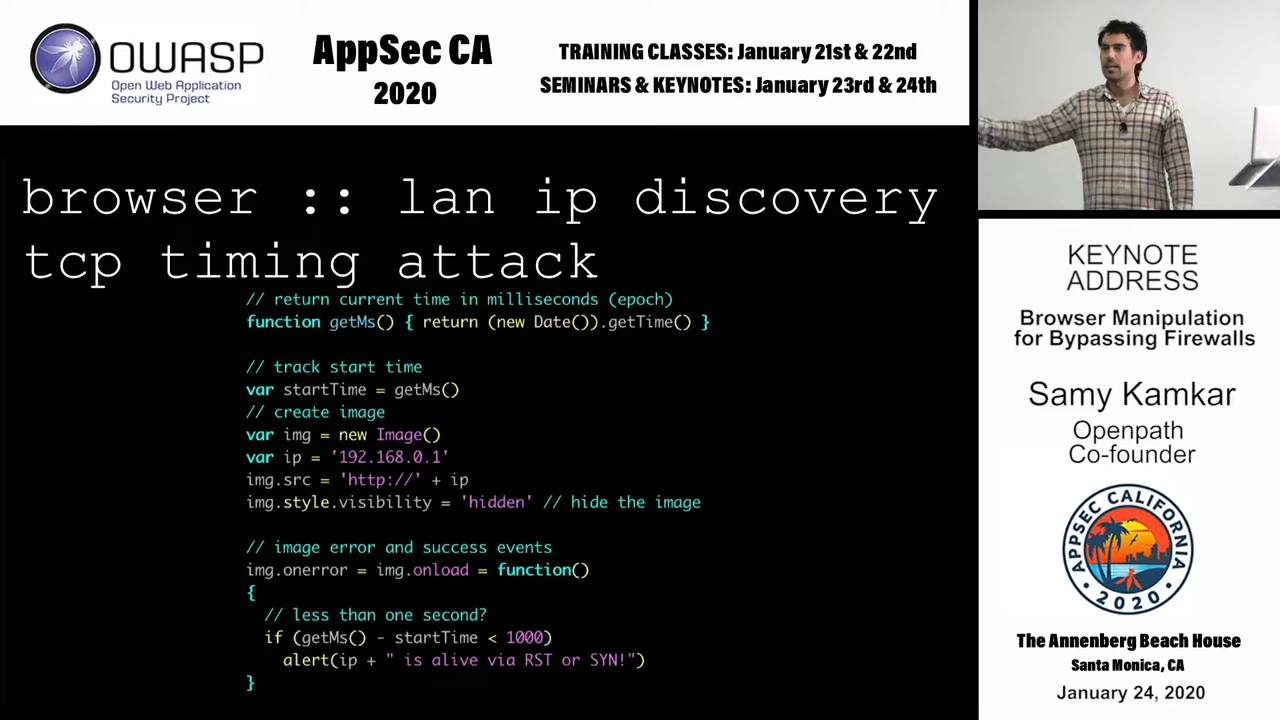 OWASP
Open Web Application
Security Project
AppSec CA
2020
TRAINING CLASSES: January 21st & 22nd
SEMINARS & KEYNOTES: January 23rd & 24th
browser :: lan ip discovery
tcp timing attack
// return current time in milliseconds (epoch)
function getMs() { return (new Date()).getTime() }
// track start time
var startTime = getMs()
// create image
var img = new Image()
var ip = '192.168.0.1'
img.src = 'http://' + ip
img.style.visibility = 'hidden' // hide the image
// image error and success events
img.onerror = img.onload = function()
{
// less than one second?
if (getMs() - startTime < 1000)
alert(ip + " is alive via RST or SYN!")
}
KEYNOTE
ADDRESS
Browser Manipulation
for Bypassing Firewalls
Samy Kamkar
Openpath
Co-founder
APPSEC CALIFORNIA
2020
The Annenberg Beach House
Santa Monica, CA
January 24, 2020